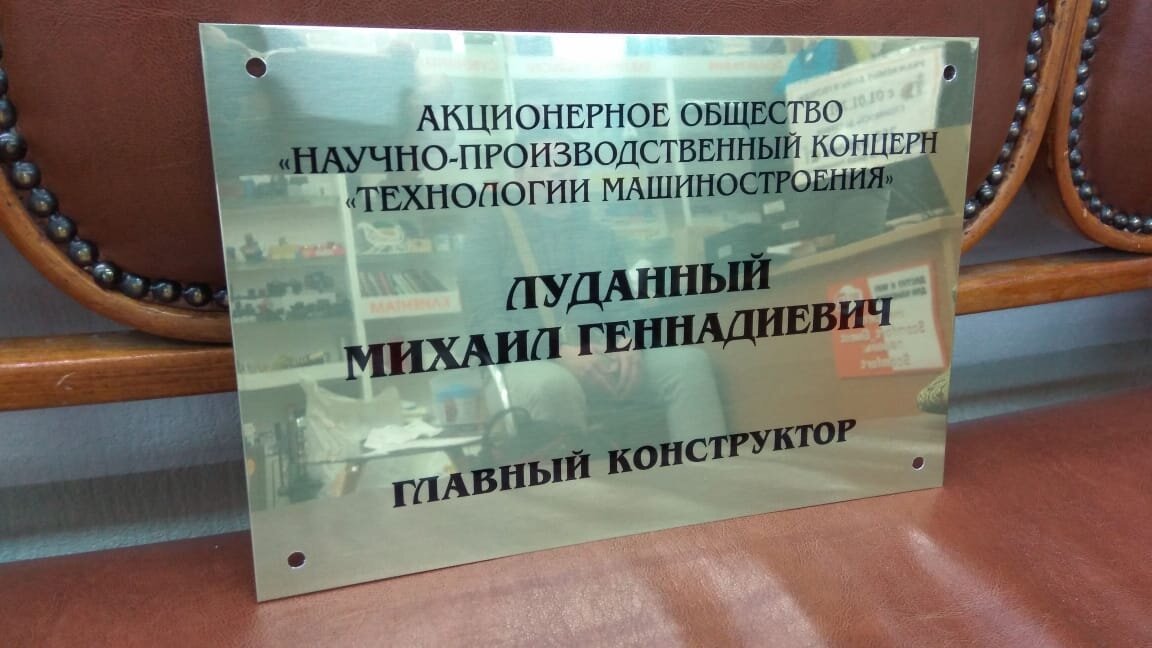 АКЦИОНЕРНОЕ ОБЩЕСТВО
«НАУЧНО-ПРОИЗВОДСТВЕННЫЙ КОНЦЕРН
«ТЕХНОЛОГИИ МАШИНОСТРОЕНИЯ»
ЛУДАННЫЙ
МИХАИЛ ГЕННАДИЕВИЧ
ГЛАВНЫЙ КОНСТРУКТОР